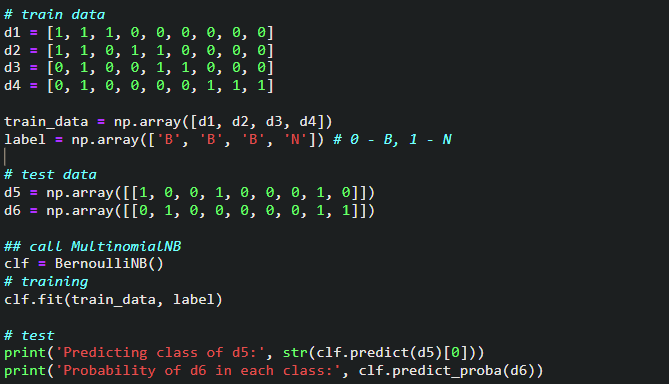 # train data
d1 = [1, 1, 1, 0, 0, 0, 0, 0, 0]
d2 = [1, 1, 0, 1, 1, 0, 0, 0, 0]
d3 = [0, 1, 0, 0, 1, 1, 0, 0, 0]
d4 = [0, 1, 0, 0, 0, 0, 1, 1, 1]
train_data = np.array([d1, d2, d3, d4])
label = np.array(['B', 'B', 'B', 'N']) # 0 - B, 1 - N
# test data
d5 = np.array([[1, 0, 0, 1, 0, 0, 0, 1, 0]])
d6 = np.array([[0, 1, 0, 0, 0, 0, 0, 1, 1]])
## call MultinomialNB
clf = BernoulliNB()
# training
clf.fit(train_data, label)
# test
print('Predicting class of d5:', str(clf.predict(d5)[0]))
print('Probability of d6 in each class:', clf.predict_proba(d6))